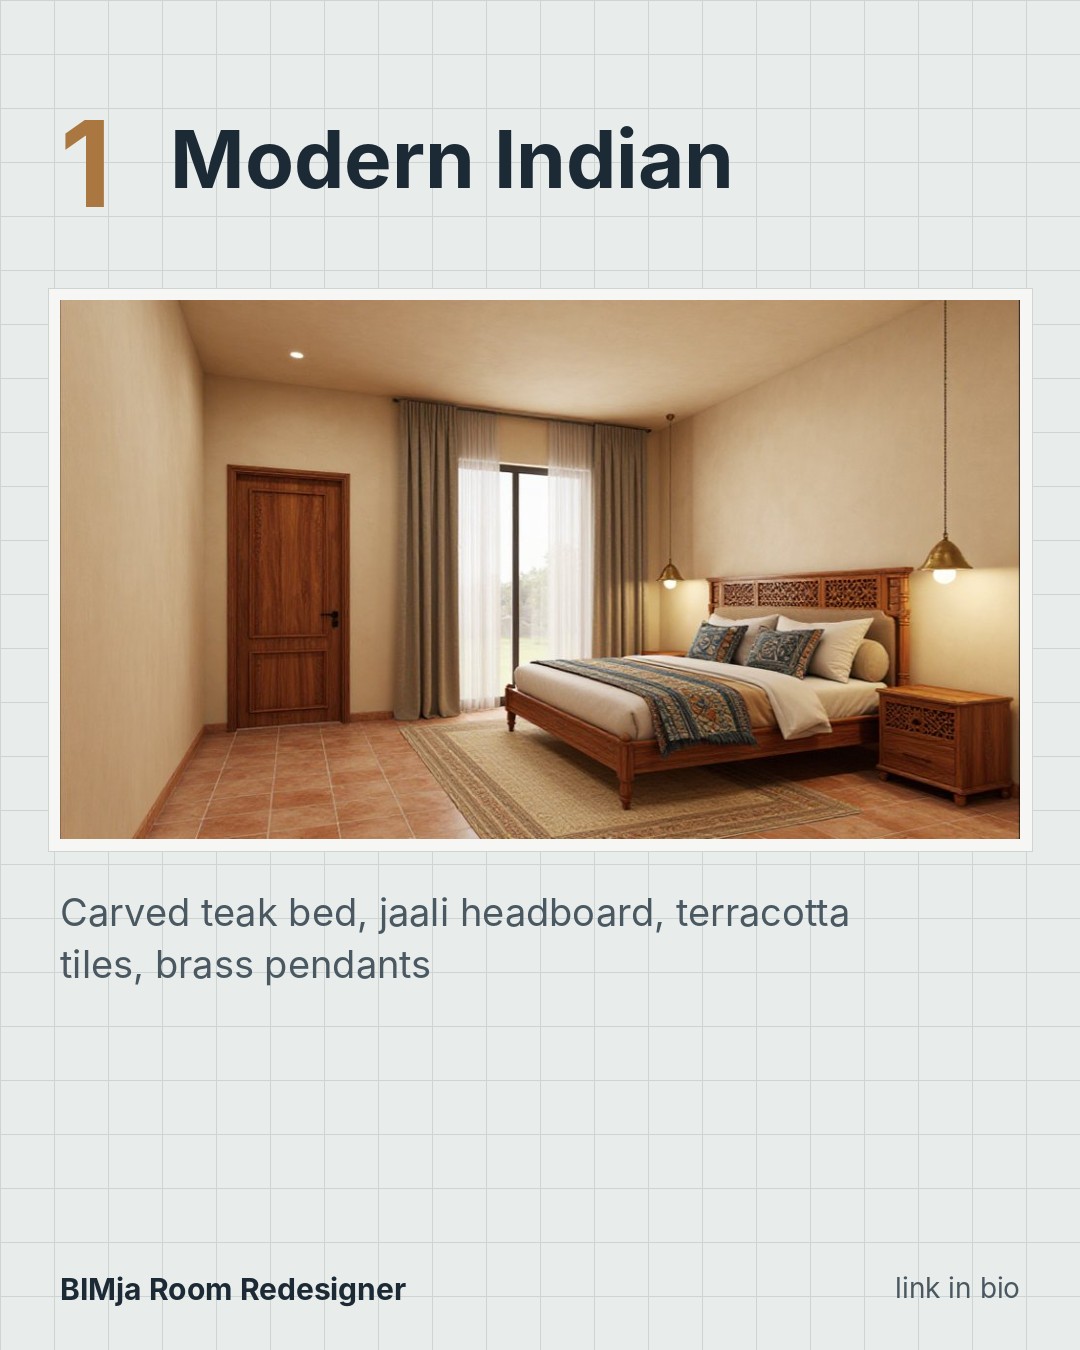 1 Modern Indian
Carved teak bed, jaali headboard, terracotta
tiles, brass pendants
BIMja Room Redesigner
link in bio